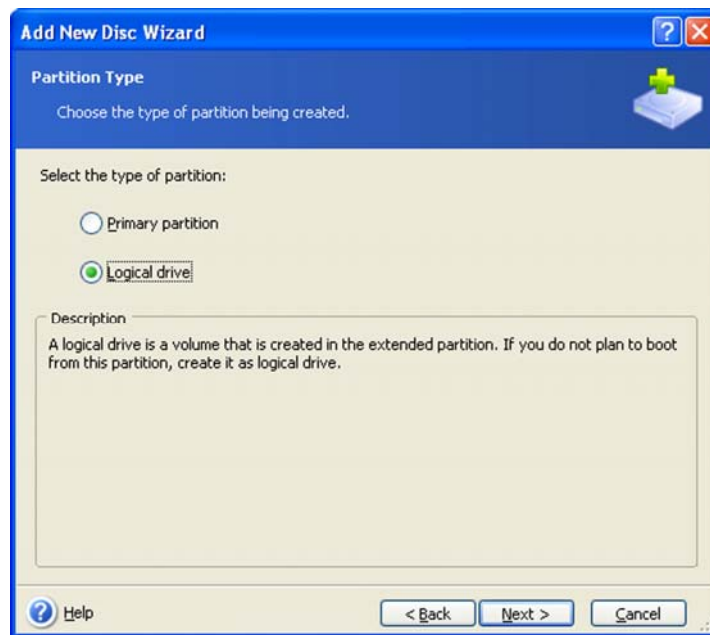 Add New Disc Wizard
Partition Type
Choose the type of partition being created.
Select the type of partition:
Primary partition
Logical drive
Description
A logical drive is a volume that is created in the extended partition. If you do not plan to boot
from this partition, create it as logical drive.
Help
< Back
Next >
Cancel